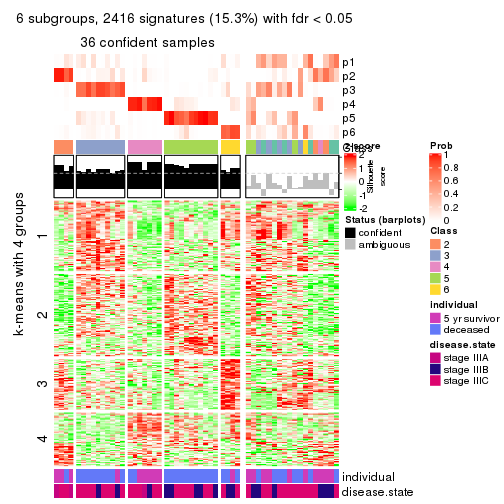 6 subgroups, 2416 signatures (15.3%) with fdr < 0.05
36 confident samples
p1
p2
p3
p4
p5
p6
Class
z-score
2
1
0
-1
-2
Silhouette
score
k-means with 4 groups
1
2
3
4
Status (barplots)
confident
ambiguous
Prob
1
0.8
0.6
0.4
0.2
0
Class
2
3
4
5
6
individual
5 yr survivor
deceased
disease.state
stage IIIA
stage IIIB
stage IIIC
individual
disease.state